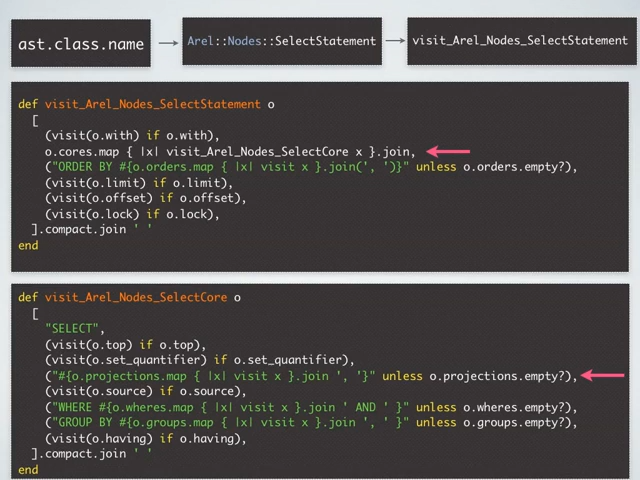 ast.class.name
Arel::Nodes::SelectStatement
visit_Arel_Nodes_SelectStatement
def visit_Arel_Nodes_SelectStatement o
[
(visit(o.with) if o.with),
o.cores.map { |x| visit_Arel_Nodes_SelectCore x }.join,
("ORDER BY #{o.orders.map { |x| visit x }.join(', ')}" unless o.orders.empty?),
(visit(o.limit) if o.limit),
(visit(o.offset) if o.offset),
(visit(o.lock) if o.lock),
].compact.join ' '
end
def visit_Arel_Nodes_SelectCore o
[
"SELECT",
(visit(o.top) if o.top),
(visit(o.set_quantifier) if o.set_quantifier),
("#{o.projections.map { |x| visit x }.join ', '}" unless o.projections.empty?),
(visit(o.source) if o.source),
("WHERE #{o.wheres.map { |x| visit x }.join ' AND ' }" unless o.wheres.empty?),
("GROUP BY #{o.groups.map { |x| visit x }.join ', ' }" unless o.groups.empty?),
(visit(o.having) if o.having),
].compact.join ' '
end